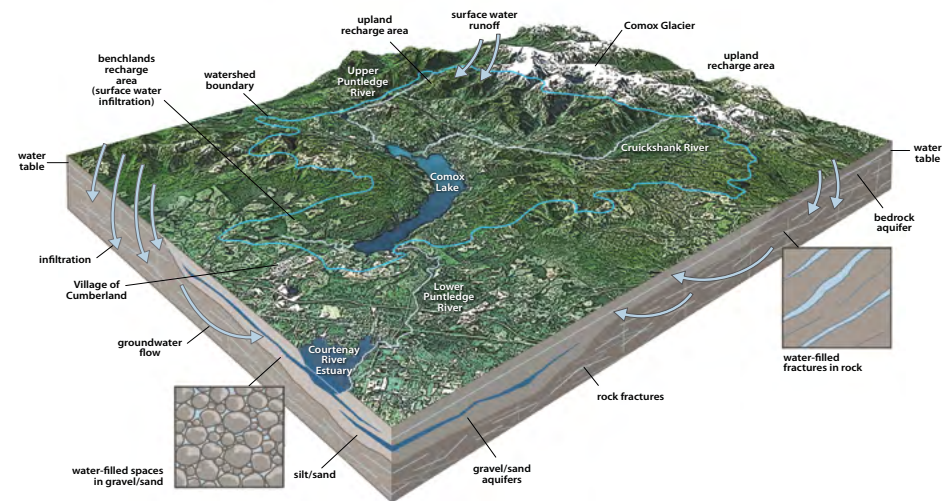 surface water
runoff
Comox Glacier
upland
recharge area
upland
recharge area
benchlands
recharge
area
(surface water
infiltration)
watershed
boundary
Upper
Puntledge
River
water
table
Cruickshank River
water
table
Comox
Lake
bedrock
aquifer
infiltration
Village of
Cumberland
Lower
Puntledge
River
groundwater
flow
Courtenay
River
Estuary
water-filled
fractures in rock
rock fractures
water-filled spaces
in gravel/sand
silt/sand
gravel/sand
aquifers